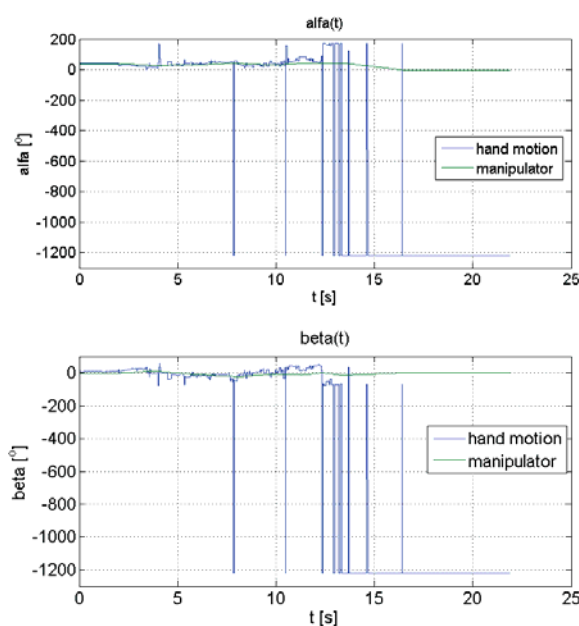 alfa(t)
200
0
-200
-400
-600
-800
-1000
-1200
alfa [º]
hand motion
manipulator
0 5 10 15 20 25
t [s]
beta(t)
0
-200
-400
-600
-800
-1000
-1200
beta [º]
hand motion
manipulator
0 5 10 15 20 25
t [s]